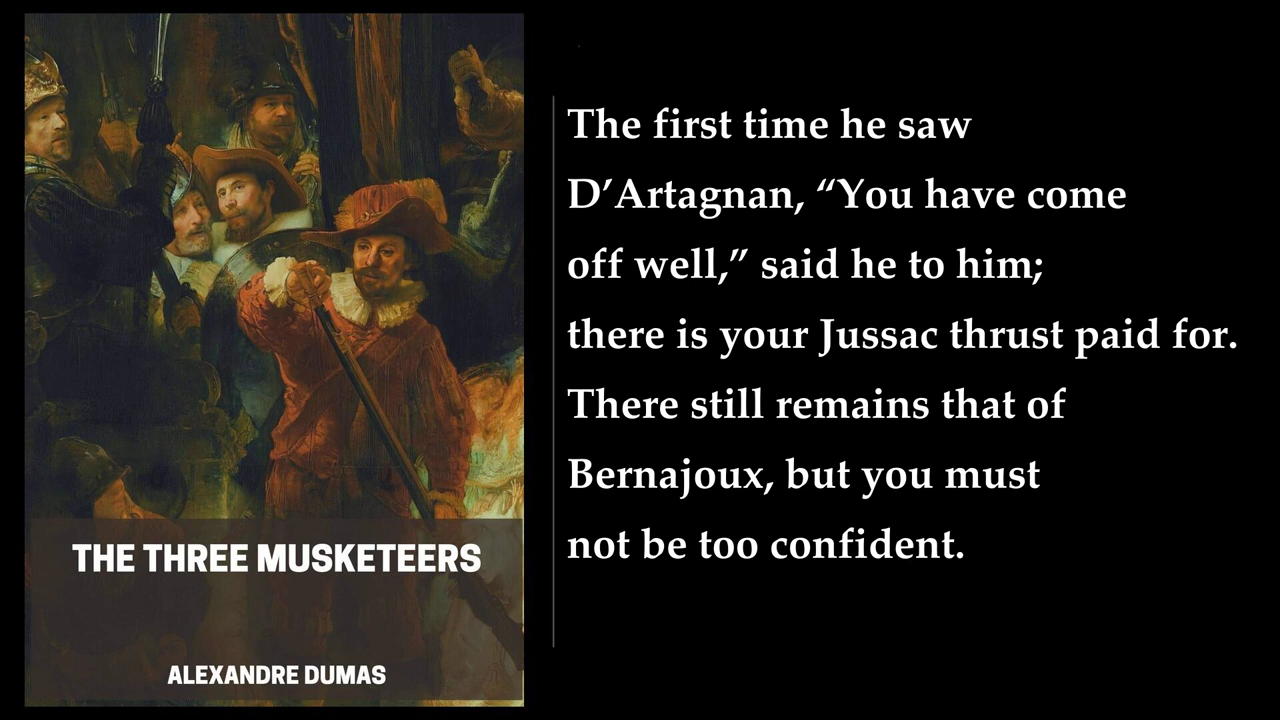 THE THREE MUSKETEERS
ALEXANDRE DUMAS
The first time he saw
D’Artagnan, “You have come
off well,” said he to him;
there is your Jussac thrust paid for.
There still remains that of
Bernajoux, but you must
not be too confident.